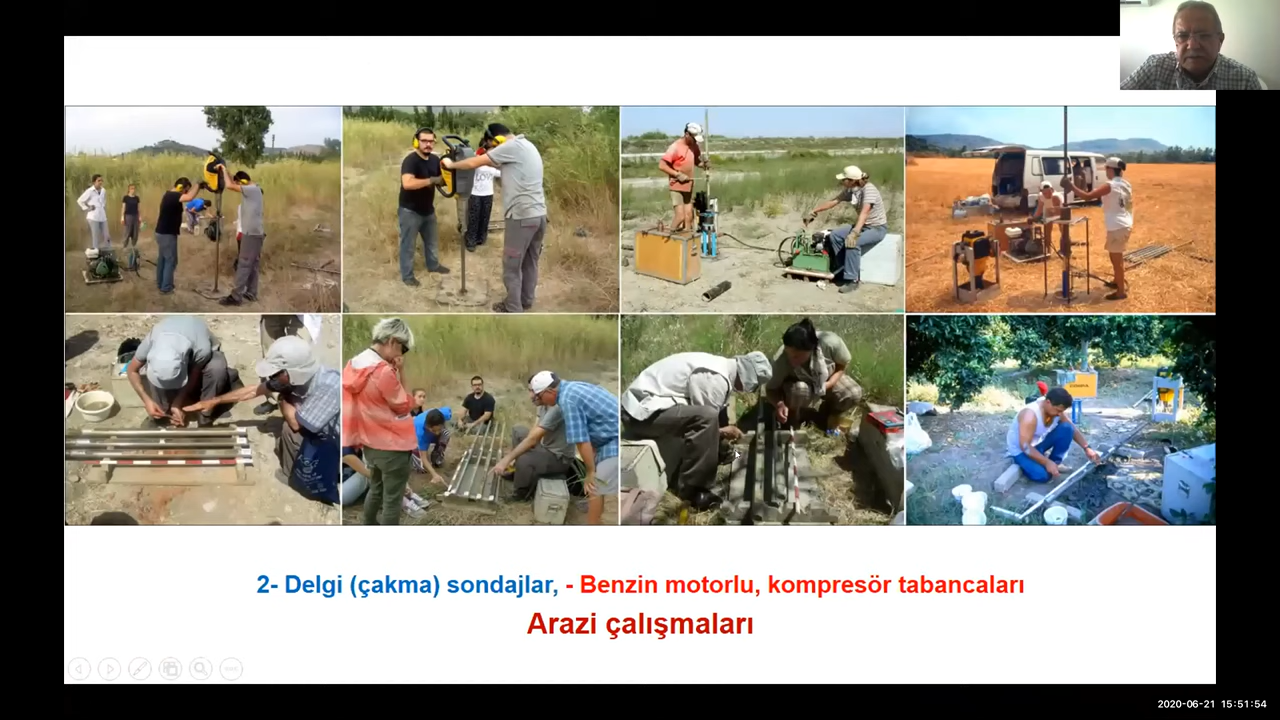 2- Delgi (çakma) sondajlar, - Benzin motorlu, kompresör tabancaları
Arazi çalışmaları
2020-06-21 15:51:54